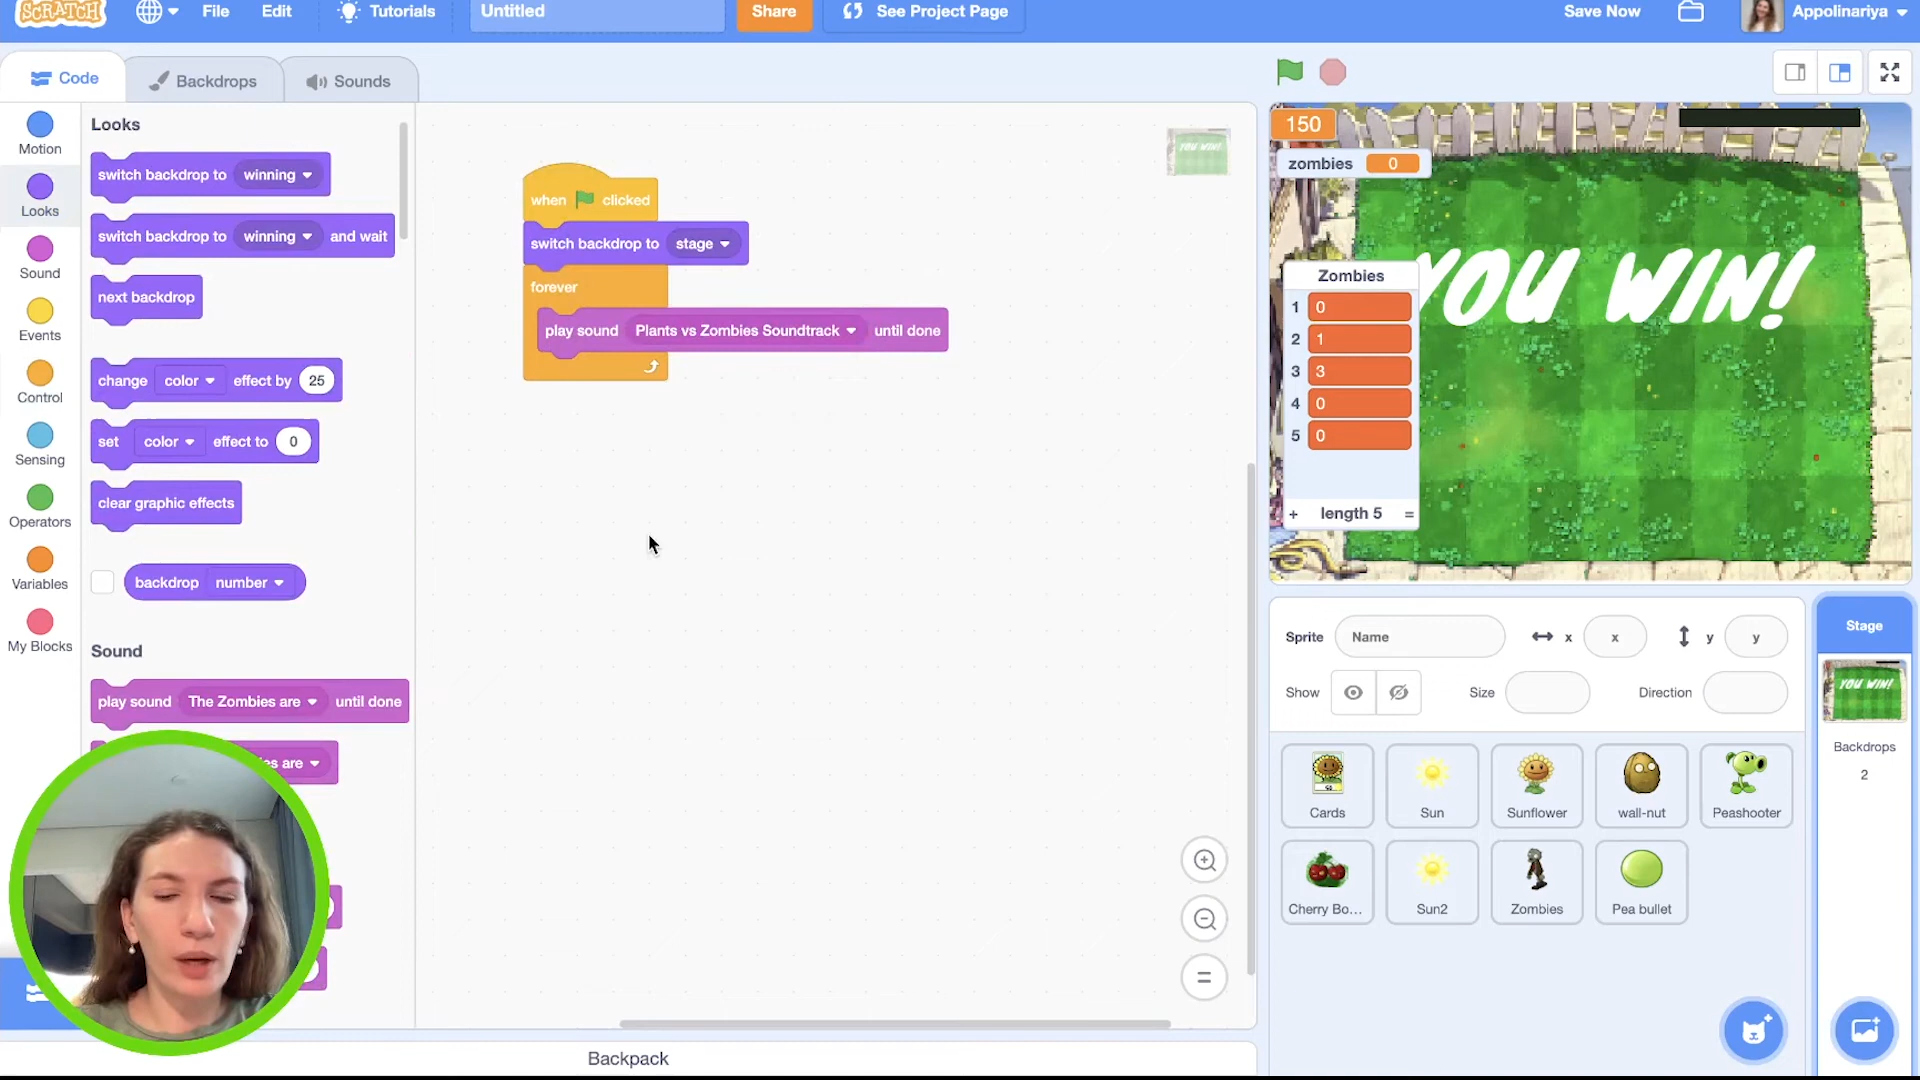 SCRATCH
File
Edit
Tutorials
Untitled
Share
See Project Page
Save Now
Appolinariya
Code
Backdrops
Sounds
Motion
Looks
Sound
Events
Control
Sensing
Operators
Variables
My Blocks
Looks
switch backdrop to winning
switch backdrop to winning and wait
next backdrop
change color effect by 25
set color effect to 0
clear graphic effects
backdrop number
Sound
play sound The Zombies are until done
es are
when clicked
switch backdrop to stage
forever
play sound Plants vs Zombies Soundtrack until done
YOU WIN!
Backpack
150
zombies 0
Zombies
1 0
2 1
3 3
4 0
5 0
+ length 5 =
YOU WIN!
Sprite Name x x y y
Show Size Direction
Cards
Sun
Sunflower
wall-nut
Peashooter
Cherry Bo...
Sun2
Zombies
Pea bullet
Stage
YOU WIN!
Backdrops
2